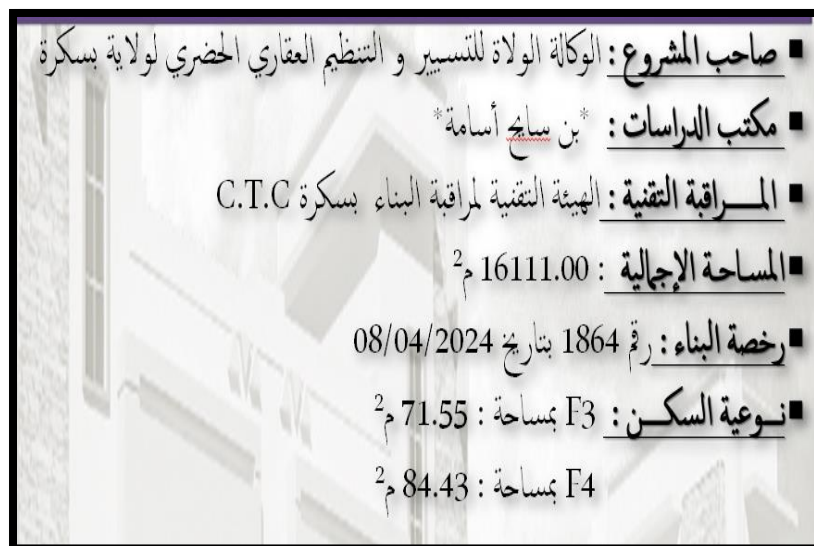 ▪ صاحب المشروع : الوكالة الولاة للتسيير و التنظيم العقاري الحضري لولاية بسكرة
▪ مكتب الدراسات : *بن سايح أسامة*
▪ المـــراقبة التقنية : الهيئة التقنية لمراقبة البناء بسكرة C.T.C
▪ المساحة الإجمالية : 16111.00 م²
▪ رخصة البناء : رقم 1864 بتاريخ 08/04/2024
▪ نــوعية السكــن : F3 بمساحة : 71.55 م²
F4 بمساحة : 84.43 م²